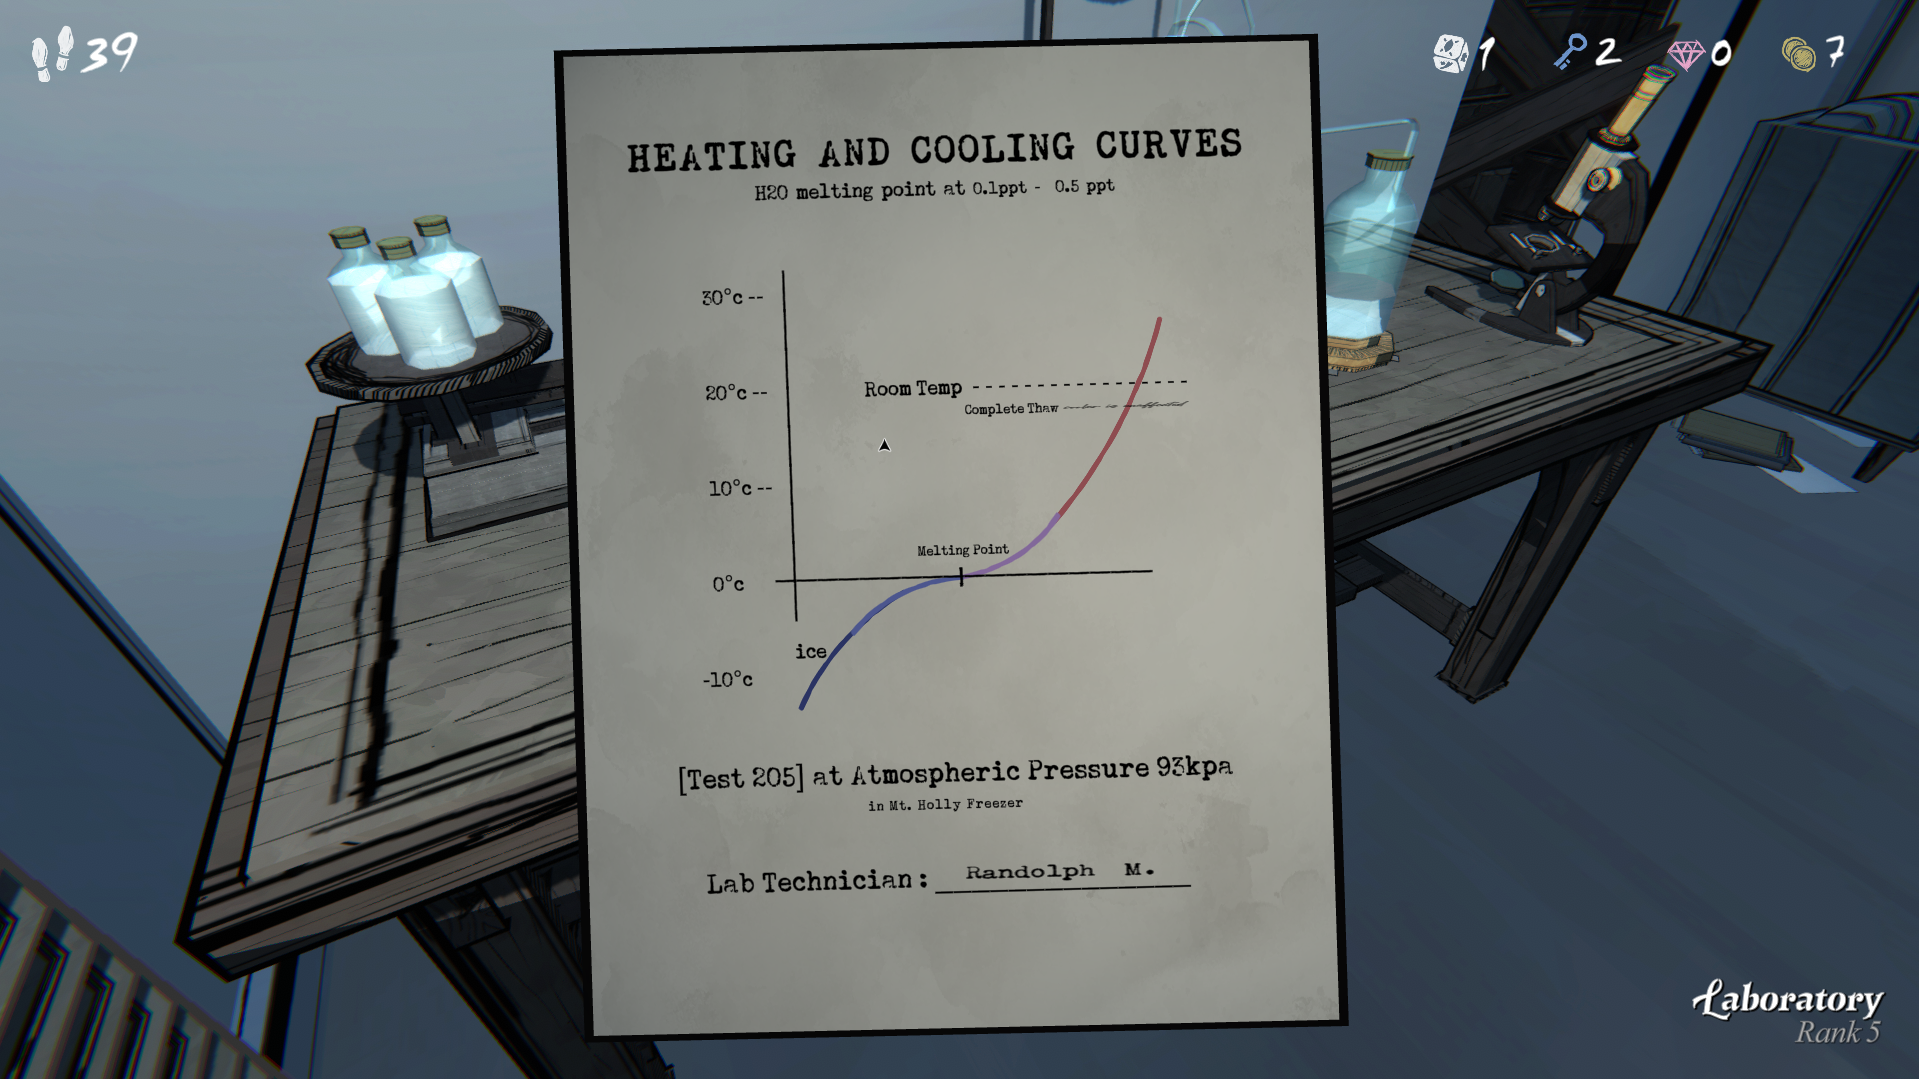 39
1
2
0
7
HEATING AND COOLING CURVES
H2O melting point at 0.1ppt - 0.5 ppt
30°c --
20°c --
Room Temp
Complete Thaw
10°c --
Melting Point
0°c
ice
-10°c
[Test 205] at Atmospheric Pressure 93kpa
in Mt. Holly Freezer
Lab Technician: Randolph M.
Laboratory
Rank 5